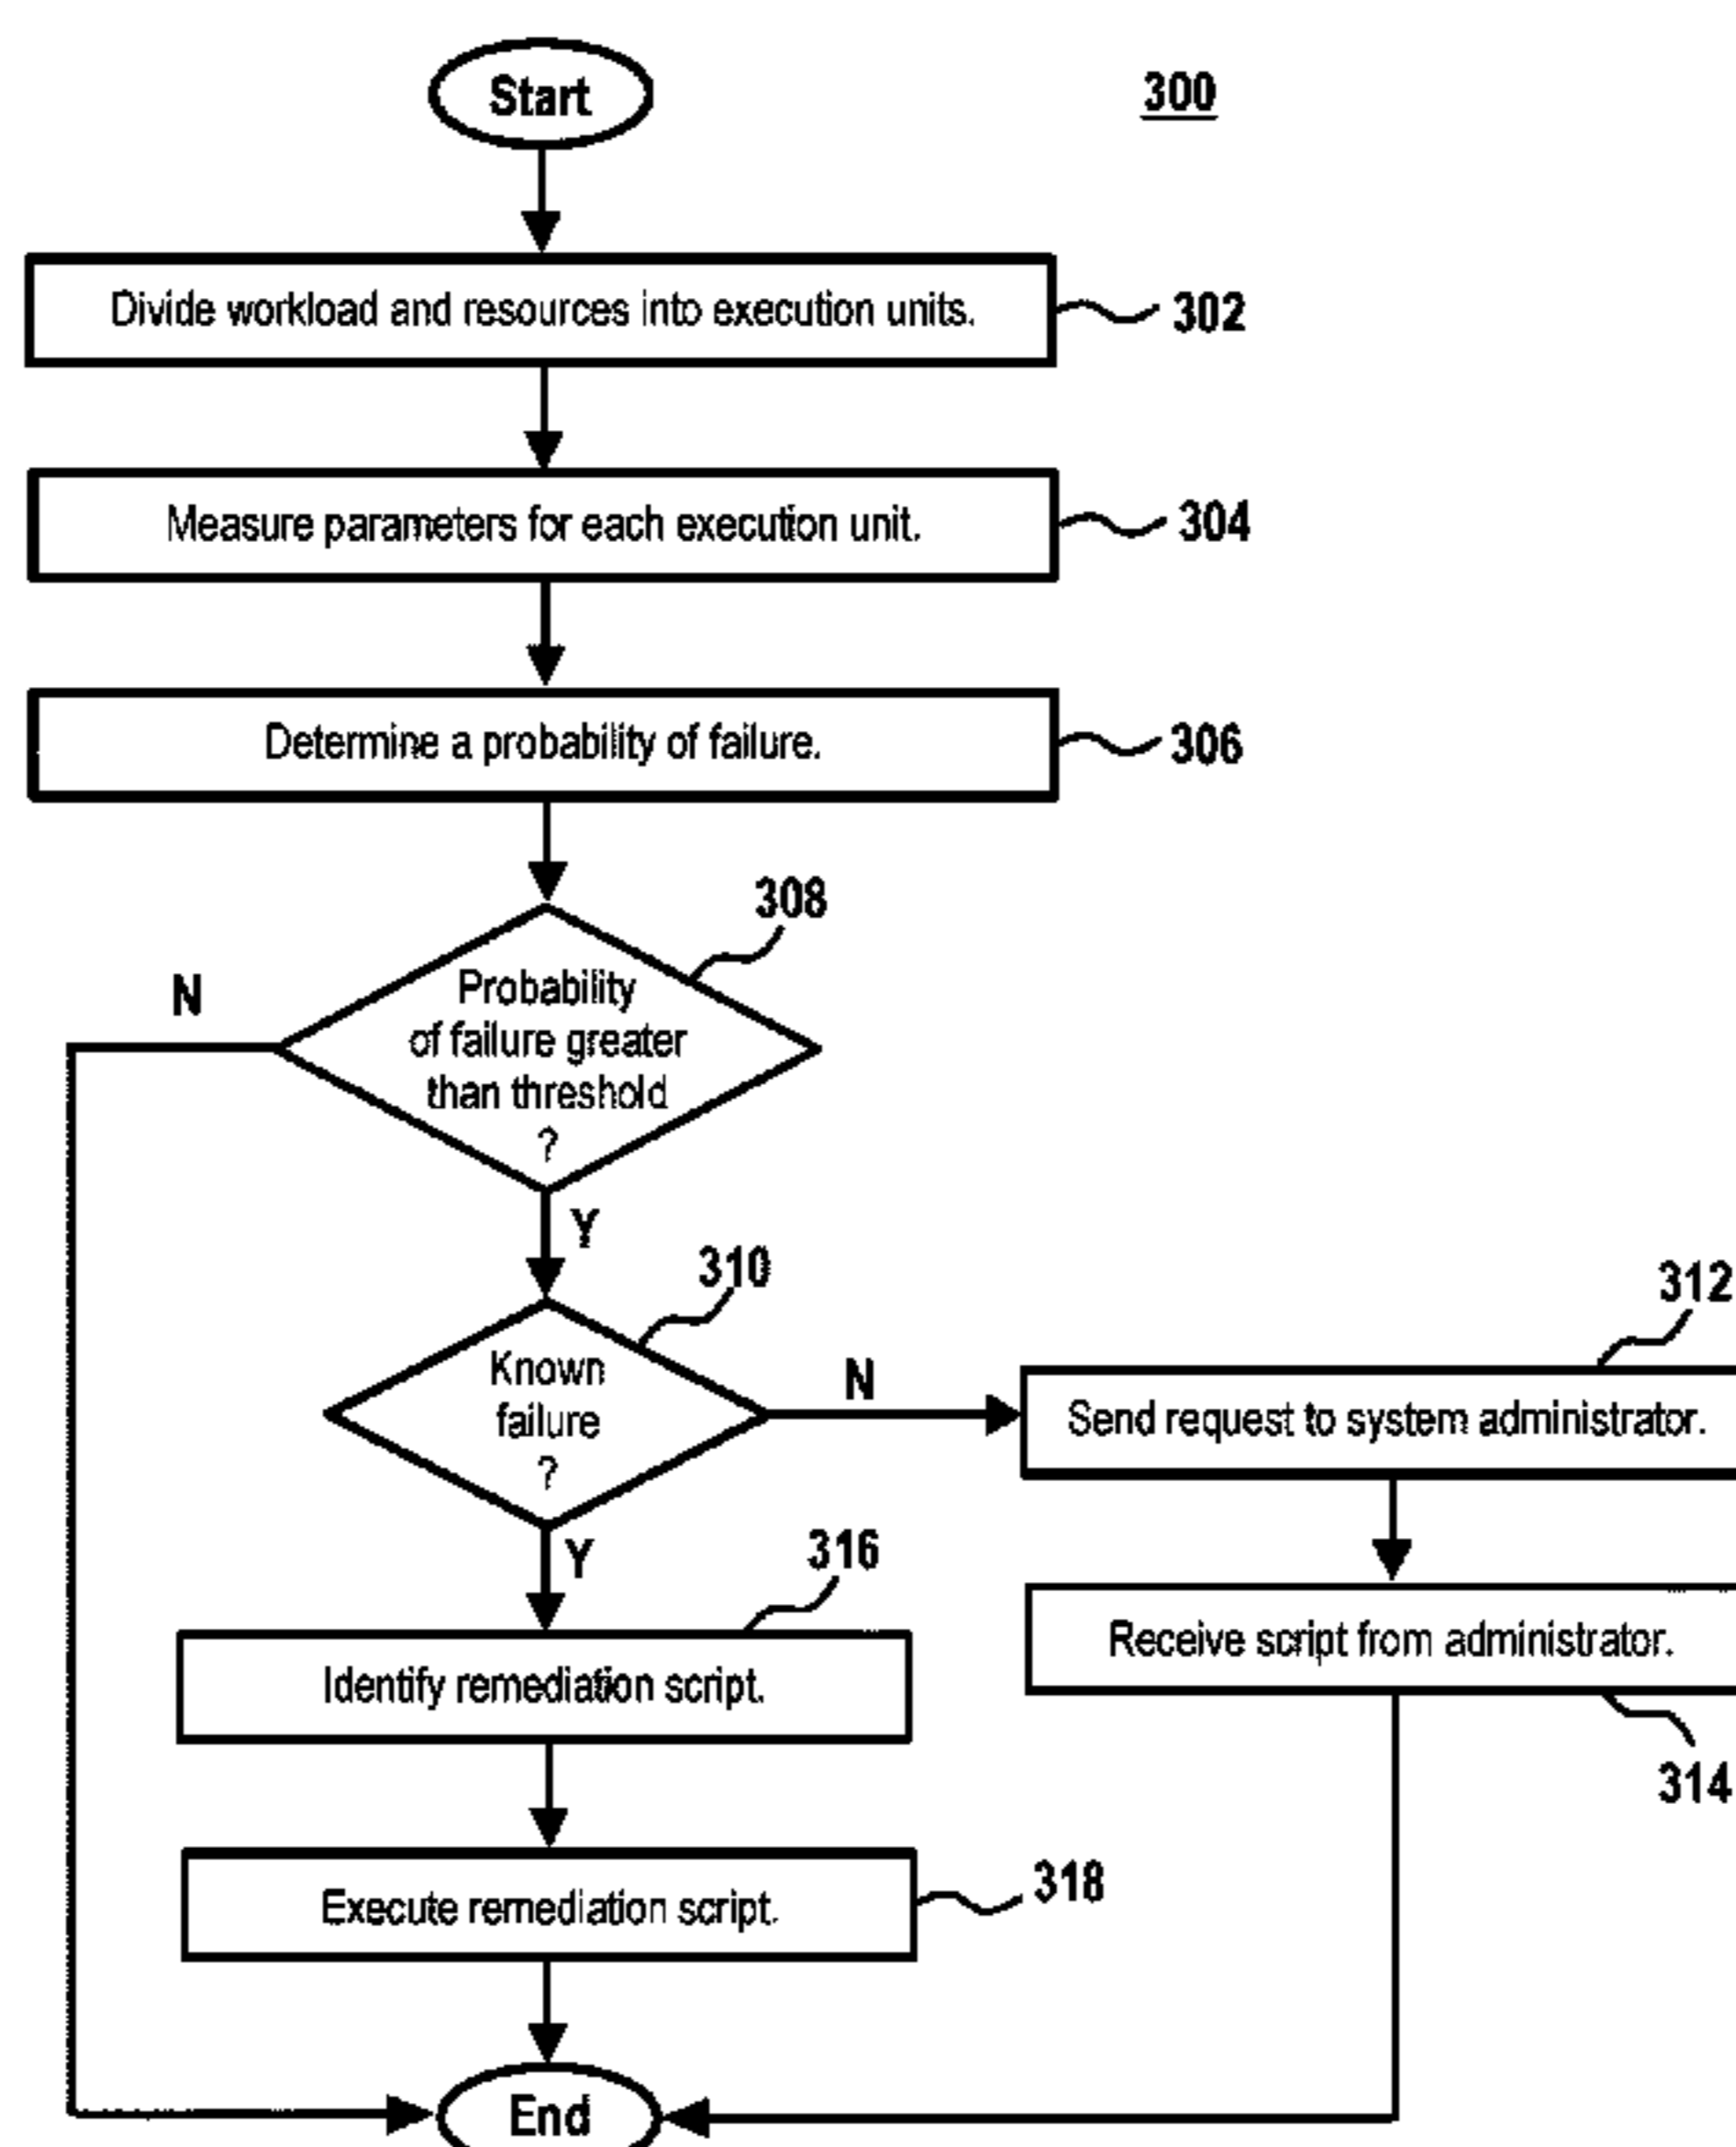 Start
300
Divide workload and resources into execution units.
302
Measure parameters for each execution unit.
304
Determine a probability of failure.
306
308
Probability
of failure greater
than threshold
?
N
Y
310
Known
failure
?
N
312
Send request to system administrator.
Y
316
Identify remediation script.
Receive script from administrator.
314
Execute remediation script.
318
End